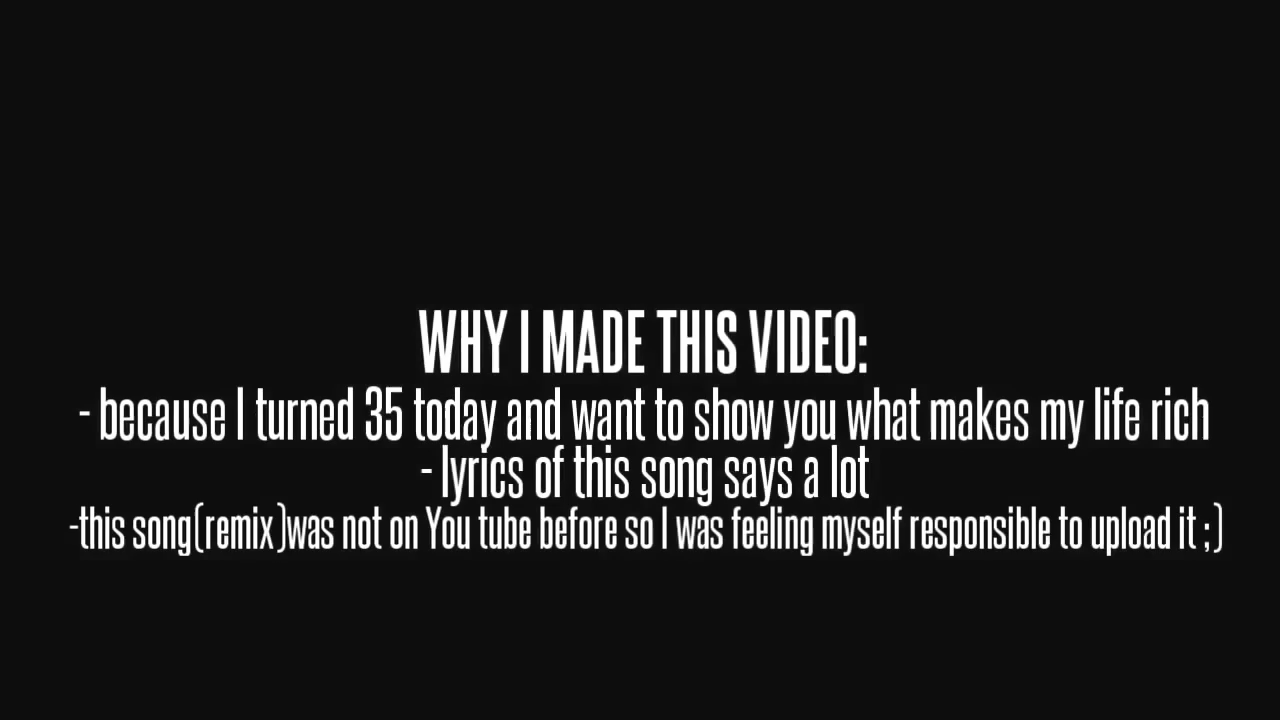 WHY I MADE THIS VIDEO:
- because I turned 35 today and want to show you what makes my life rich
- lyrics of this song says a lot
-this song(remix)was not on You tube before so I was feeling myself responsible to upload it ;)